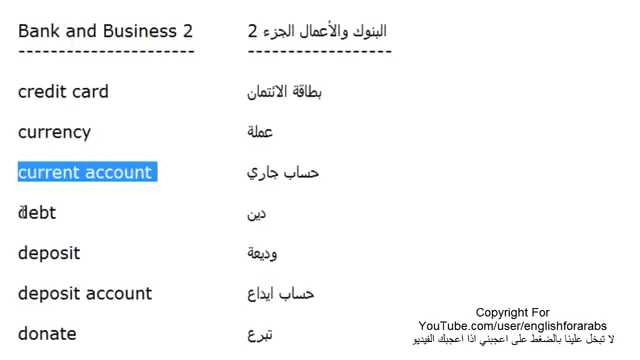 Bank and Business 2 البنوك والأعمال الجزء 2
--------------------- -----------------
credit card بطاقة الائتمان
currency عملة
current account حساب جاري
debt دين
deposit وديعة
deposit account حساب ايداع
donate تبرع
Copyright For
YouTube.com/user/englishforarabs
لا تبخل علينا بالضغط على اعجبني اذا اعجبك الفيديو